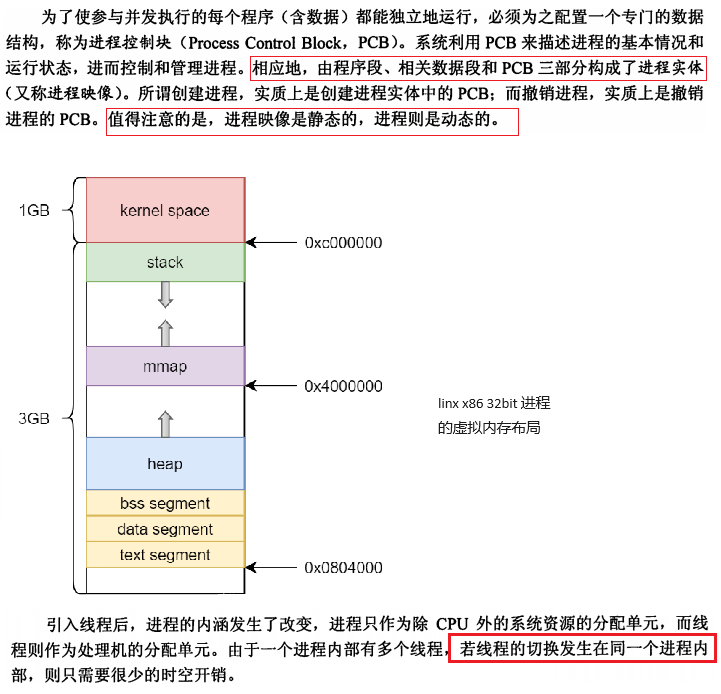 为了使参与并发执行的每个程序（含数据）都能独立地运行，必须为之配置一个专门的数据
结构，称为进程控制块（Process Control Block，PCB）。系统利用 PCB 来描述进程的基本情况和
运行状态，进而控制和管理进程。相应地，由程序段、相关数据段和 PCB 三部分构成了进程实体
（又称进程映像）。所谓创建进程，实质上是创建进程实体中的 PCB；而撤销进程，实质上是撤销
进程的 PCB。值得注意的是，进程映像是静态的，进程则是动态的。
1GB
kernel space
0xc000000
stack
mmap
0x4000000
3GB
linx x86 32bit 进程
的虚拟内存布局
heap
bss segment
data segment
text segment
0x0804000
引入线程后，进程的内涵发生了改变，进程只作为除 CPU 外的系统资源的分配单元，而线
程则作为处理机的分配单元。由于一个进程内部有多个线程，若线程的切换发生在同一个进程内
部，则只需要很少的时空开销。